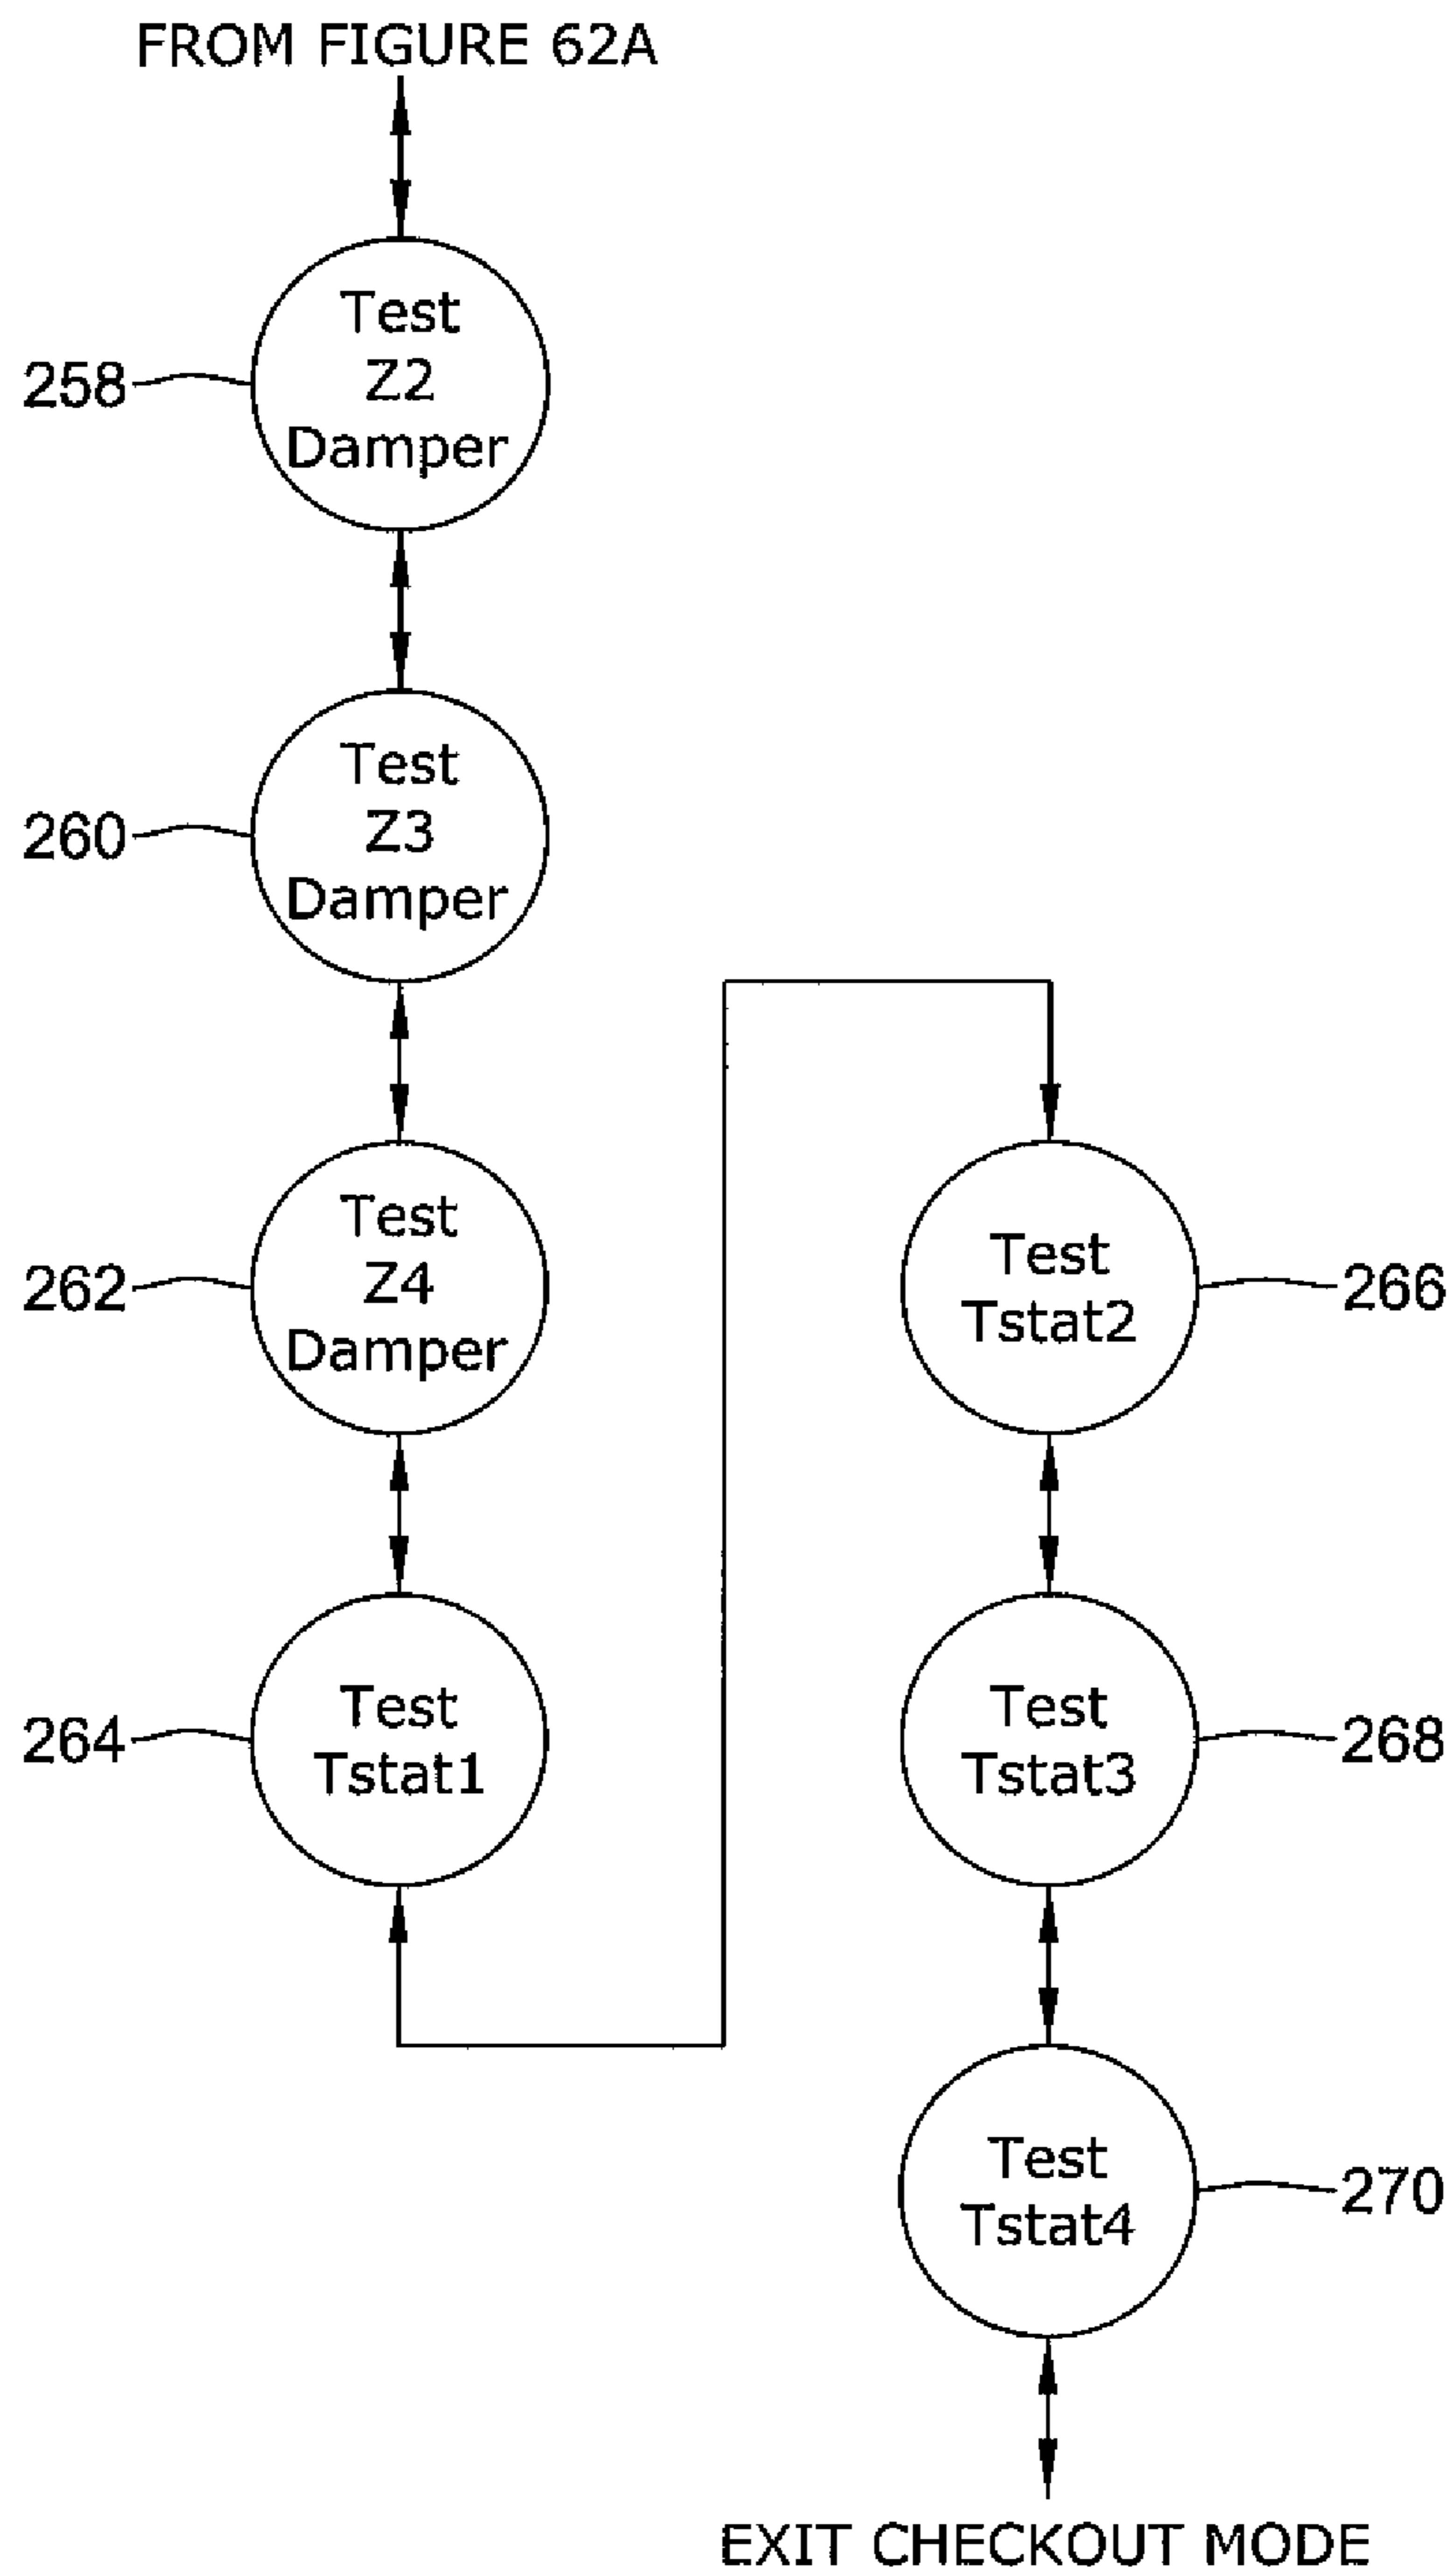 FROM FIGURE 62A
Test
Z2
Damper
258
Test
Z3
Damper
260
Test
Z4
Damper
262
Test
Tstat1
264
Test
Tstat2
266
Test
Tstat3
268
Test
Tstat4
270
EXIT CHECKOUT MODE